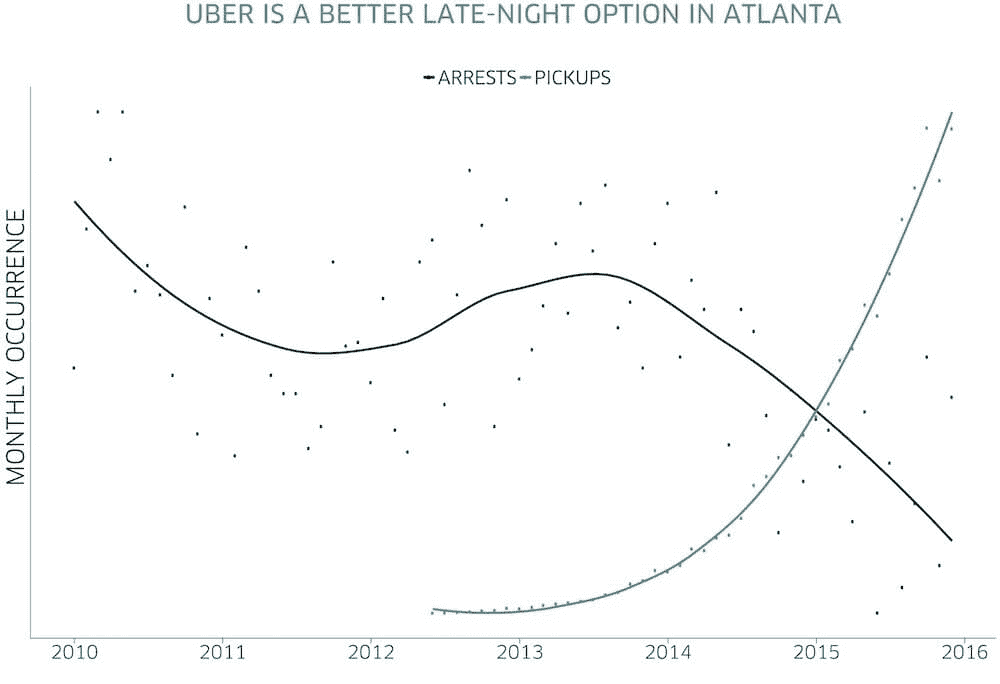 UBER IS A BETTER LATE-NIGHT OPTION IN ATLANTA
ARRESTS PICKUPS
MONTHLY OCCURRENCE
2010 2011 2012 2013 2014 2015 2016